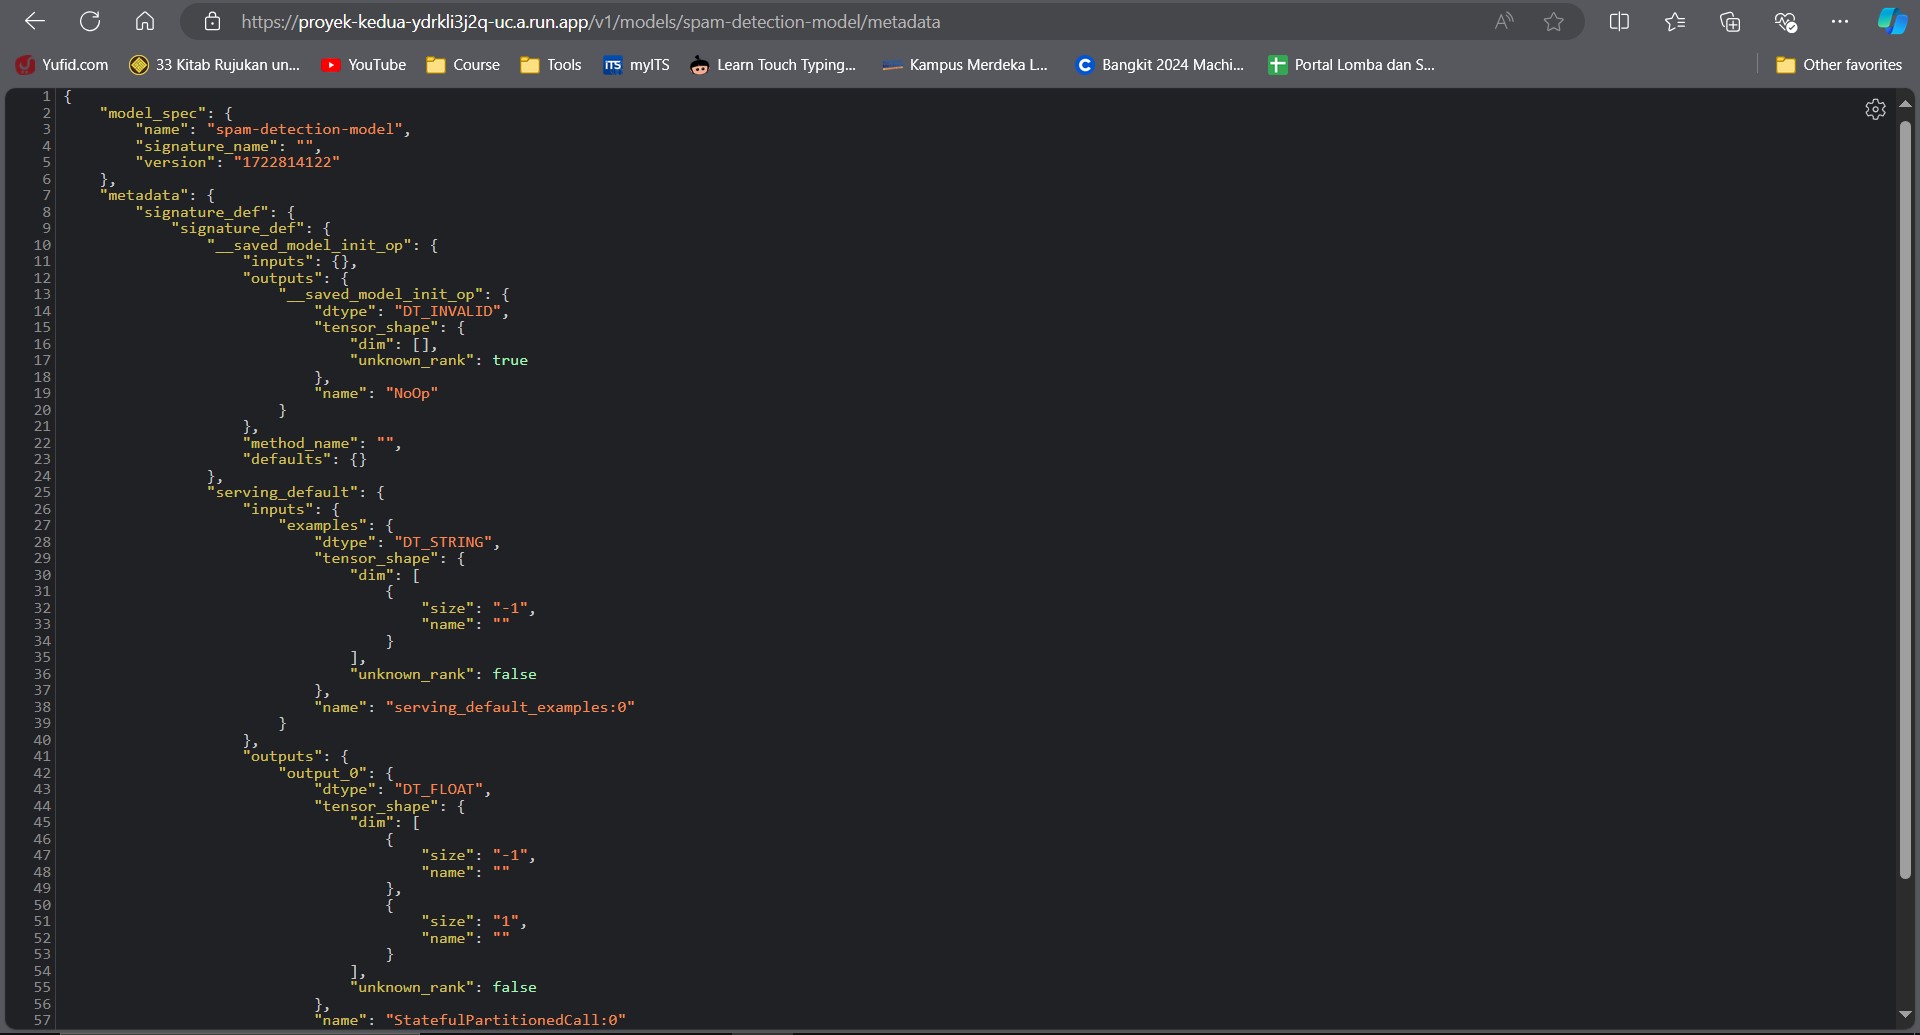 https://proyek-kedua-ydrkli3j2q-uc.a.run.app/v1/models/spam-detection-model/metadata
Yufid.com 33 Kitab Rujukan un... YouTube Course Tools ITS myITS Learn Touch Typing... Kampus Merdeka L... C Bangkit 2024 Machi... Portal Lomba dan S... Other favorites
1 {
2 "model_spec": {
3 "name": "spam-detection-model",
4 "signature_name": "",
5 "version": "1722814122"
6 },
7 "metadata": {
8 "signature_def": {
9 "signature_def": {
10 "__saved_model_init_op": {
11 "inputs": {},
12 "outputs": {
13 "__saved_model_init_op": {
14 "dtype": "DT_INVALID",
15 "tensor_shape": {
16 "dim": [],
17 "unknown_rank": true
18 },
19 "name": "NoOp"
20 }
21 },
22 "method_name": "",
23 "defaults": {}
24 },
25 "serving_default": {
26 "inputs": {
27 "examples": {
28 "dtype": "DT_STRING",
29 "tensor_shape": {
30 "dim": [
31 {
32 "size": "-1",
33 "name": ""
34 }
35 ],
36 "unknown_rank": false
37 },
38 "name": "serving_default_examples:0"
39 }
40 },
41 "outputs": {
42 "output_0": {
43 "dtype": "DT_FLOAT",
44 "tensor_shape": {
45 "dim": [
46 {
47 "size": "-1",
48 "name": ""
49 },
50 {
51 "size": "1",
52 "name": ""
53 }
54 ],
55 "unknown_rank": false
56 },
57 "name": "StatefulPartitionedCall:0"